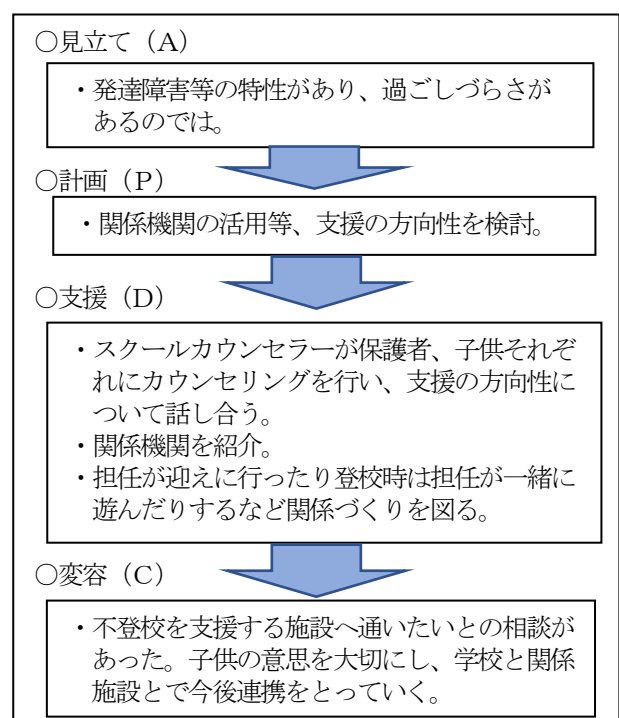 ○見立て（A）
・発達障害等の特性があり、過ごしづらさが
あるのでは。
○計画（P）
・関係機関の活用等、支援の方向性を検討。
○支援（D）
・スクールカウンセラーが保護者、子供それぞ
れにカウンセリングを行い、支援の方向性に
ついて話し合う。
・関係機関を紹介。
・担任が迎えに行ったり登校時は担任が一緒に
遊んだりするなど関係づくりを図る。
○変容（C）
・不登校を支援する施設へ通いたいとの相談が
あった。子供の意思を大切にし、学校と関係
施設とで今後連携をとっていく。